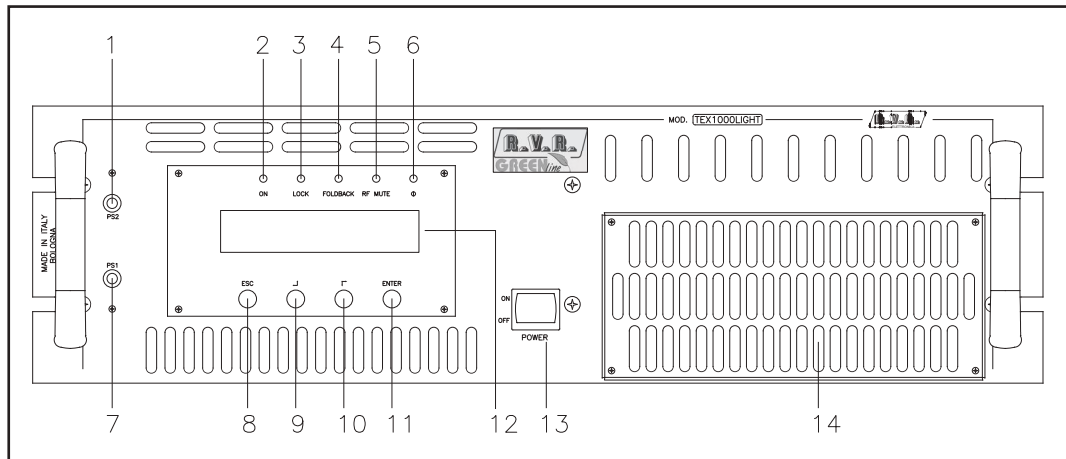 1 2 3 4 5 6
MOD. TEX1000LIGHT
R.V.R.
R.V.R.
GREEN line
ON LOCK FOLDBACK RF MUTE Φ
PS2
MADE IN ITALY
BOLOGNA
PS1
ESC ENTER
ON
OFF
POWER
7 8 9 10 11 12 13 14